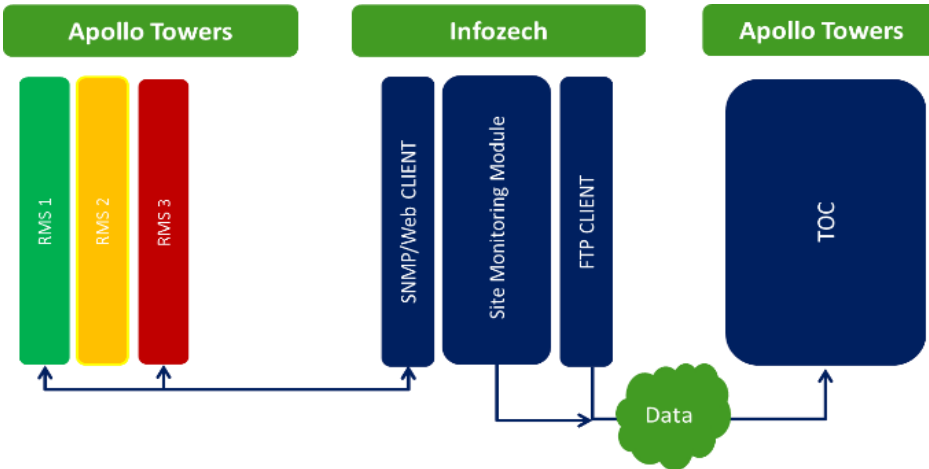 Apollo Towers
Infozech
Apollo Towers
RMS 1
RMS 2
RMS 3
SNMP/Web CLIENT
Site Monitoring Module
FTP CLIENT
TOC
Data